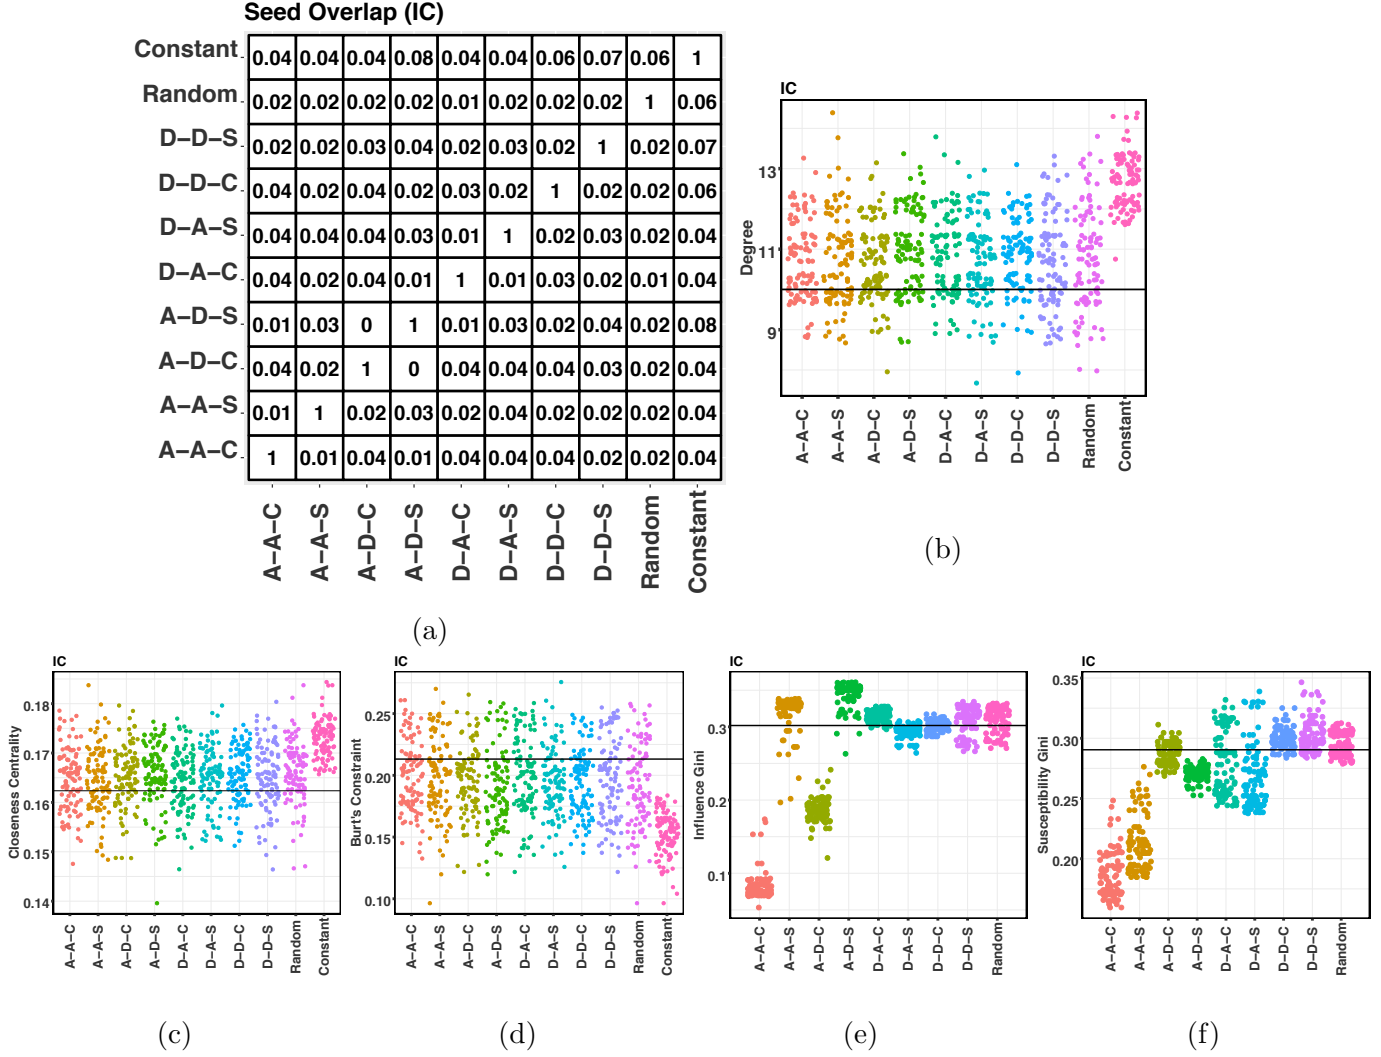 Seed Overlap (IC)
Constant 0.04 0.04 0.04 0.08 0.04 0.04 0.06 0.07 0.06 1
Random 0.02 0.02 0.02 0.02 0.01 0.02 0.02 0.02 1 0.06
D−D−S 0.02 0.02 0.03 0.04 0.02 0.03 0.02 1 0.02 0.07
D−D−C 0.04 0.02 0.04 0.02 0.03 0.02 1 0.02 0.02 0.06
D−A−S 0.04 0.04 0.04 0.03 0.01 1 0.02 0.03 0.02 0.04
D−A−C 0.04 0.02 0.04 0.01 1 0.01 0.03 0.02 0.01 0.04
A−D−S 0.01 0.03 0 1 0.01 0.03 0.02 0.04 0.02 0.08
A−D−C 0.04 0.02 1 0 0.04 0.04 0.04 0.03 0.02 0.04
A−A−S 0.01 1 0.02 0.03 0.02 0.04 0.02 0.02 0.02 0.04
A−A−C 1 0.01 0.04 0.01 0.04 0.04 0.04 0.02 0.02 0.04
A−A−C A−A−S A−D−C A−D−S D−A−C D−A−S D−D−C D−D−S Random Constant
(a)
IC
Degree
13
11
9
A−A−C A−A−S A−D−C A−D−S D−A−C D−A−S D−D−C D−D−S Random Constant
(b)
IC
Closeness Centrality
0.18
0.17
0.16
0.15
0.14
A−A−C A−A−S A−D−C A−D−S D−A−C D−A−S D−D−C D−D−S Random Constant
(c)
IC
Burt's Constraint
0.25
0.20
0.15
0.10
A−A−C A−A−S A−D−C A−D−S D−A−C D−A−S D−D−C D−D−S Random Constant
(d)
IC
Influence Gini
0.3
0.2
0.1
A−A−C A−A−S A−D−C A−D−S D−A−C D−A−S D−D−C D−D−S Random
(e)
IC
Susceptibility Gini
0.35
0.30
0.25
0.20
A−A−C A−A−S A−D−C A−D−S D−A−C D−A−S D−D−C D−D−S Random
(f)